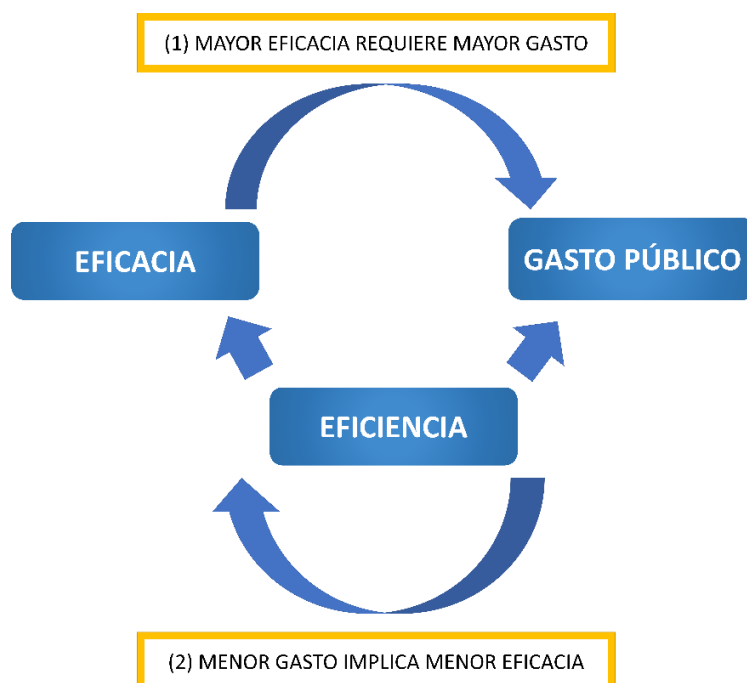 (1) MAYOR EFICACIA REQUIERE MAYOR GASTO
EFICACIA
GASTO PÚBLICO
EFICIENCIA
(2) MENOR GASTO IMPLICA MENOR EFICACIA